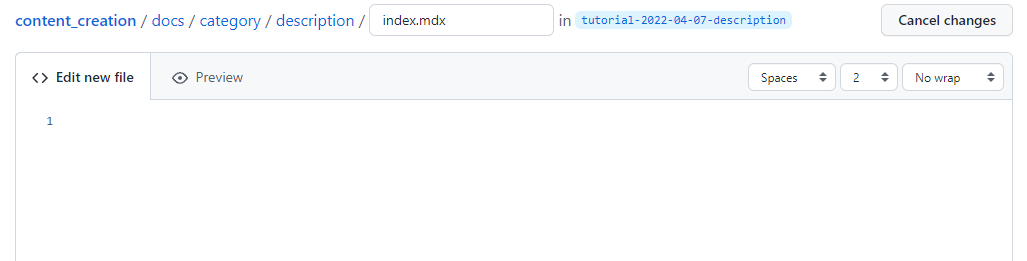 content_creation / docs / category / description / index.mdx in tutorial-2022-04-07-description Cancel changes
<> Edit new file Preview Spaces 2 No wrap
1